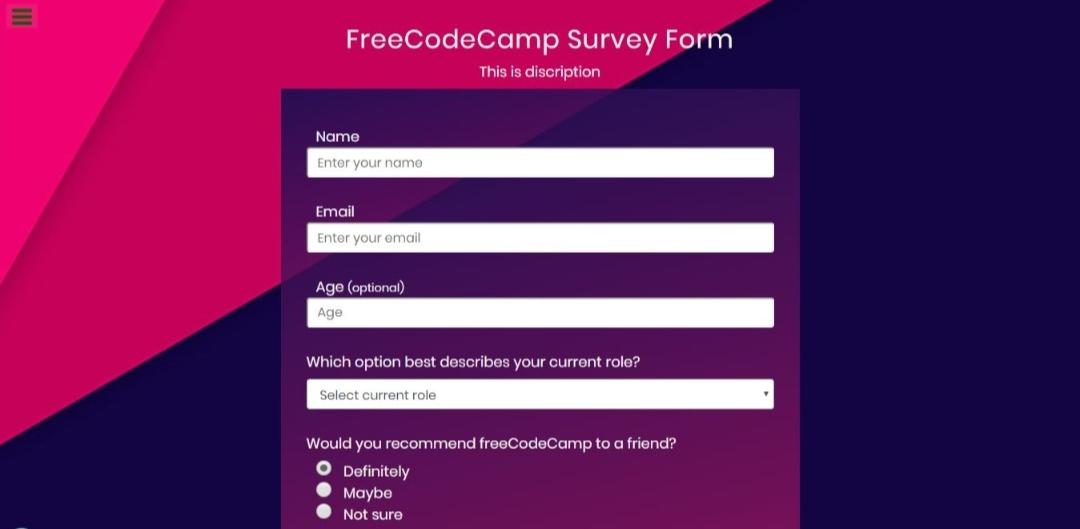 FreeCodeCamp Survey Form
This is discription
Name
Enter your name
Email
Enter your email
Age (optional)
Age
Which option best describes your current role?
Select current role
Would you recommend freeCodeCamp to a friend?
Definitely
Maybe
Not sure